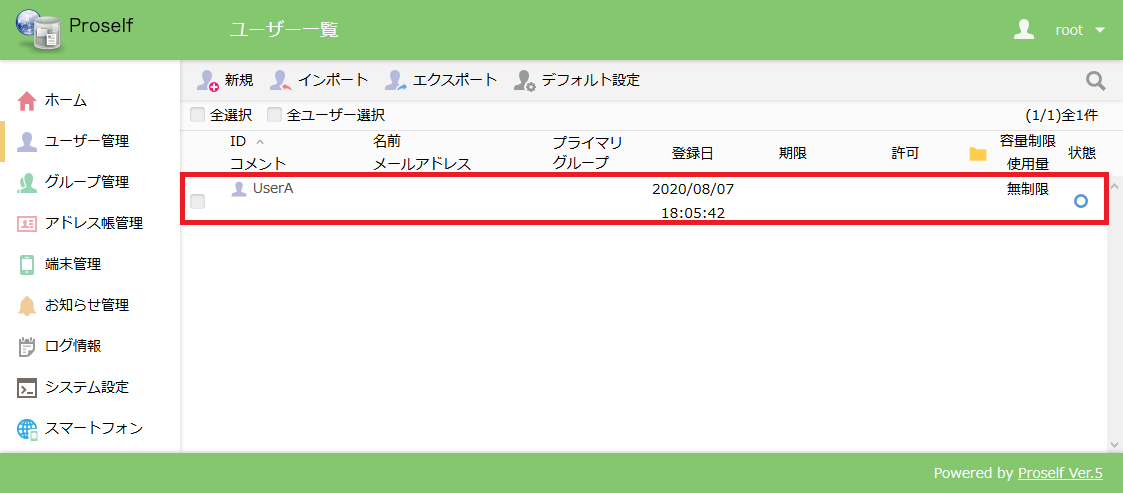 Proself
ユーザー一覧
root
新規 インポート エクスポート デフォルト設定
全選択 全ユーザー選択 (1/1)全1件
ホーム
ユーザー管理
グループ管理
アドレス帳管理
端末管理
お知らせ管理
ログ情報
システム設定
スマートフォン
ID 名前 プライマリ 登録日 期限 許可 容量制限 状態
コメント メールアドレス グループ 使用量
UserA 2020/08/07 無制限
18:05:42
Powered by Proself Ver.5